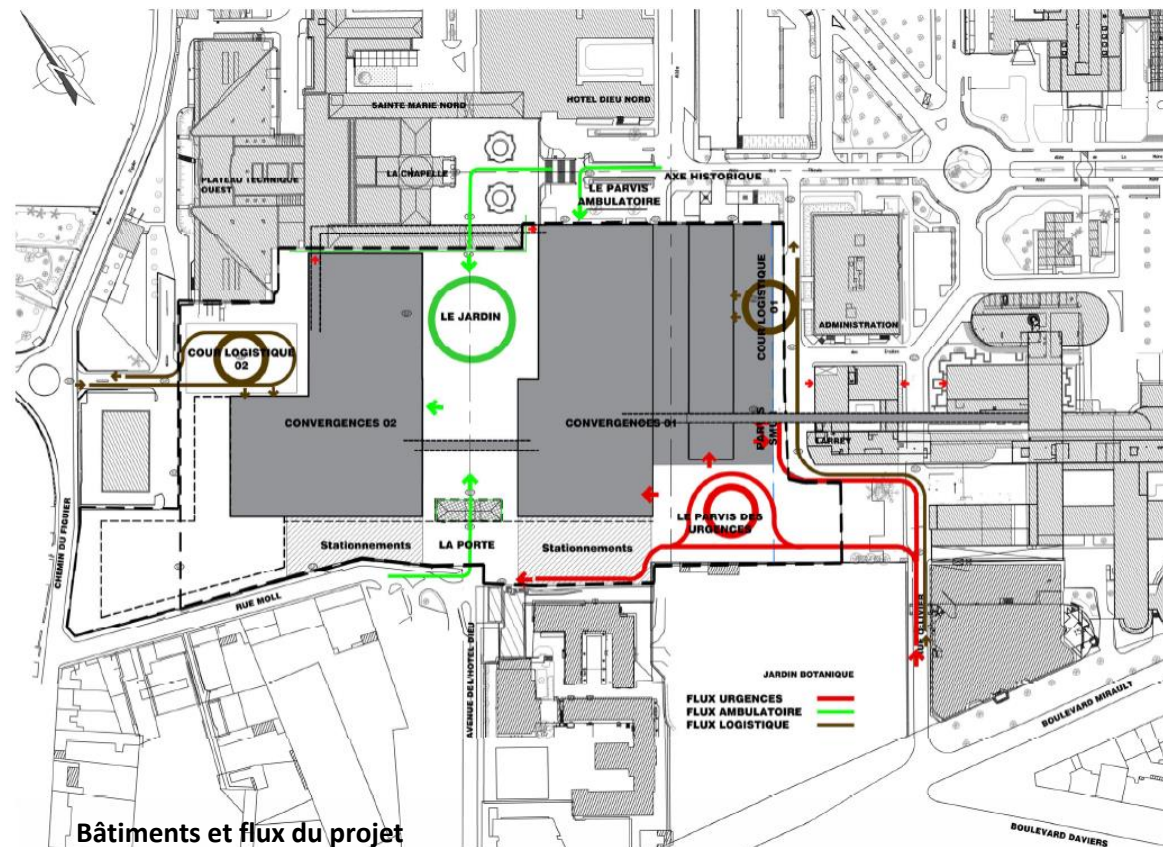 SAINTE MARIE NORD
HOTEL DIEU NORD
PLATEAU TECHNIQUE
OUEST
LA CHAPELLE
AXE HISTORIQUE
LE PARVIS
AMBULATOIRE
LE JARDIN
COUR LOGISTIQUE
01
ADMINISTRATION
COUR LOGISTIQUE
02
CONVERGENCES 02
CONVERGENCES 01
PARVIS
SMUR
LARREY
LE PARVIS DES
URGENCES
Stationnements
LA PORTE
Stationnements
CHEMIN DU FIGUIER
RUE MOLL
AVENUE DE L'HOTEL DIEU
JARDIN BOTANIQUE
FLUX URGENCES
FLUX AMBULATOIRE
FLUX LOGISTIQUE
BOULEVARD MIRAULT
BOULEVARD DAVIERS
Bâtiments et flux du projet